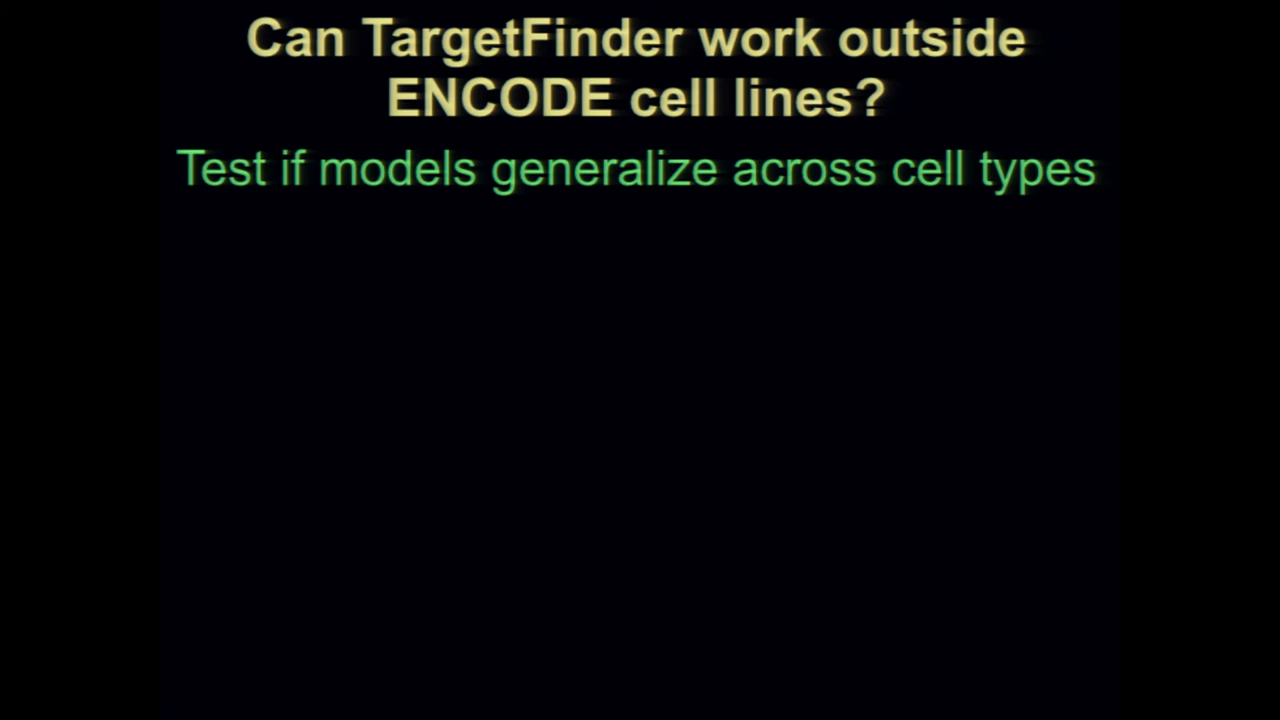 Can TargetFinder work outside
ENCODE cell lines?
Test if models generalize across cell types